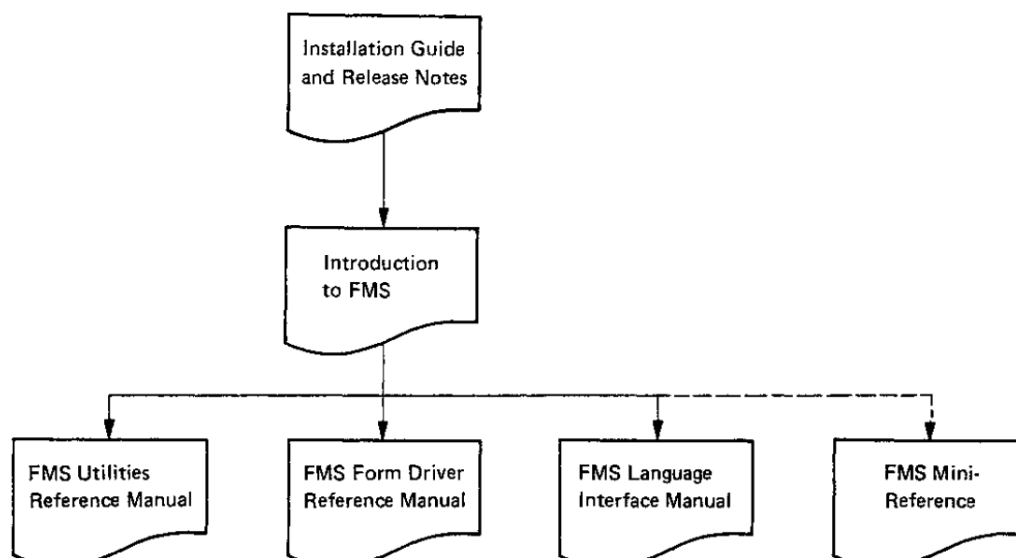 Installation Guide
and Release Notes
Introduction
to FMS
FMS Utilities
Reference Manual
FMS Form Driver
Reference Manual
FMS Language
Interface Manual
FMS Mini-
Reference